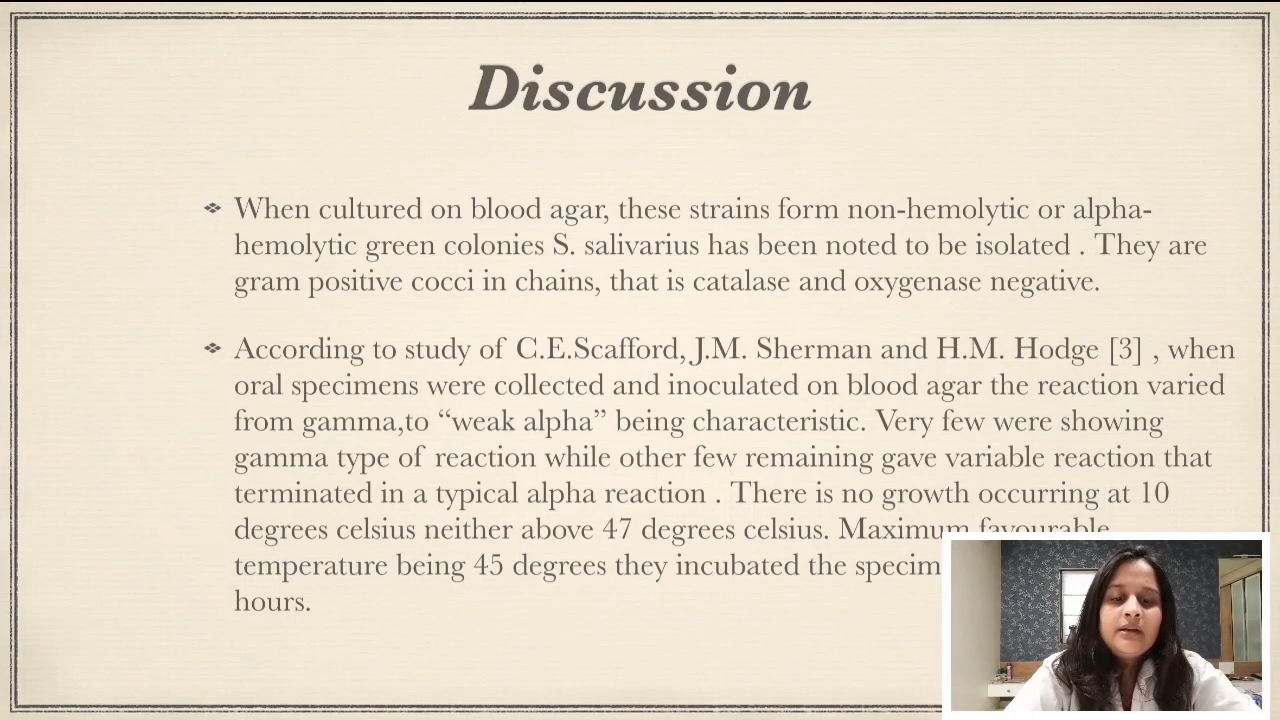 Discussion
When cultured on blood agar, these strains form non-hemolytic or alpha-
hemolytic green colonies S. salivarius has been noted to be isolated . They are
gram positive cocci in chains, that is catalase and oxygenase negative.
According to study of C.E.Scafford, J.M. Sherman and H.M. Hodge [3] , when
oral specimens were collected and inoculated on blood agar the reaction varied
from gamma,to “weak alpha” being characteristic. Very few were showing
gamma type of reaction while other few remaining gave variable reaction that
terminated in a typical alpha reaction . There is no growth occurring at 10
degrees celsius neither above 47 degrees celsius. Maximum favourable
temperature being 45 degrees they incubated the
hours.